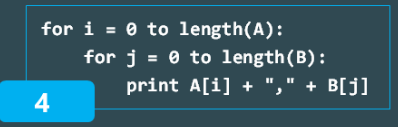 for i = 0 to length(A):
    for j = 0 to length(B):
        print A[i] + "," + B[j]
4